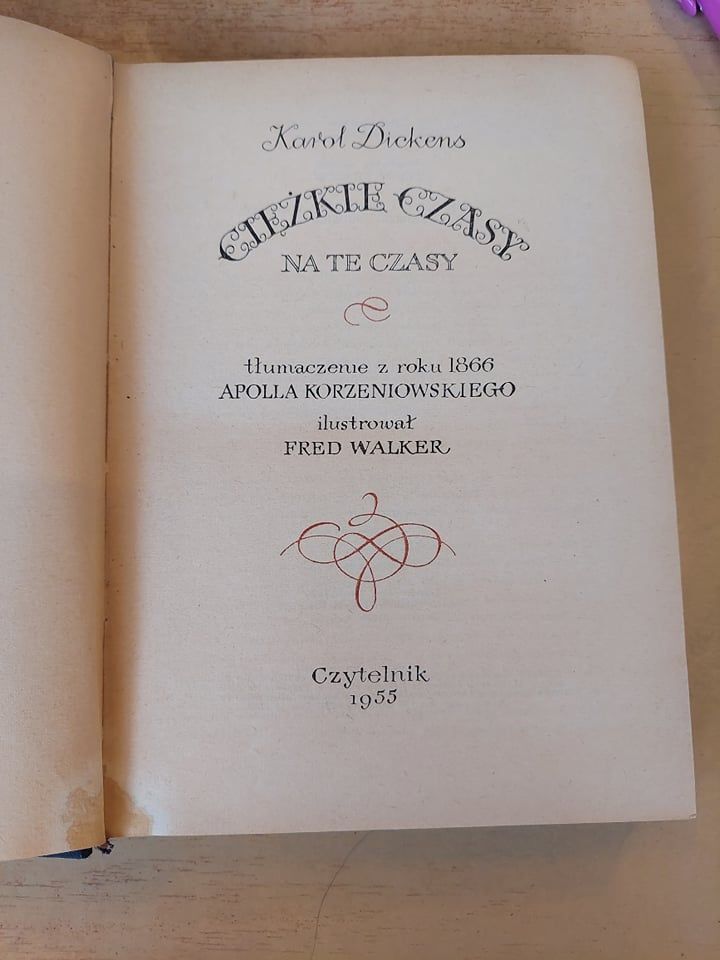 Karol Dickens
CIĘŻKIE CZASY
NA TE CZASY
tłumaczenie z roku 1866
APOLLA KORZENIOWSKIEGO
ilustrował
FRED WALKER
Czytelnik
1955